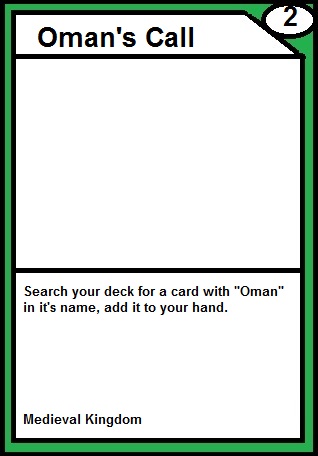 2
Oman's Call
Search your deck for a card with "Oman"
in it's name, add it to your hand.
Medieval Kingdom